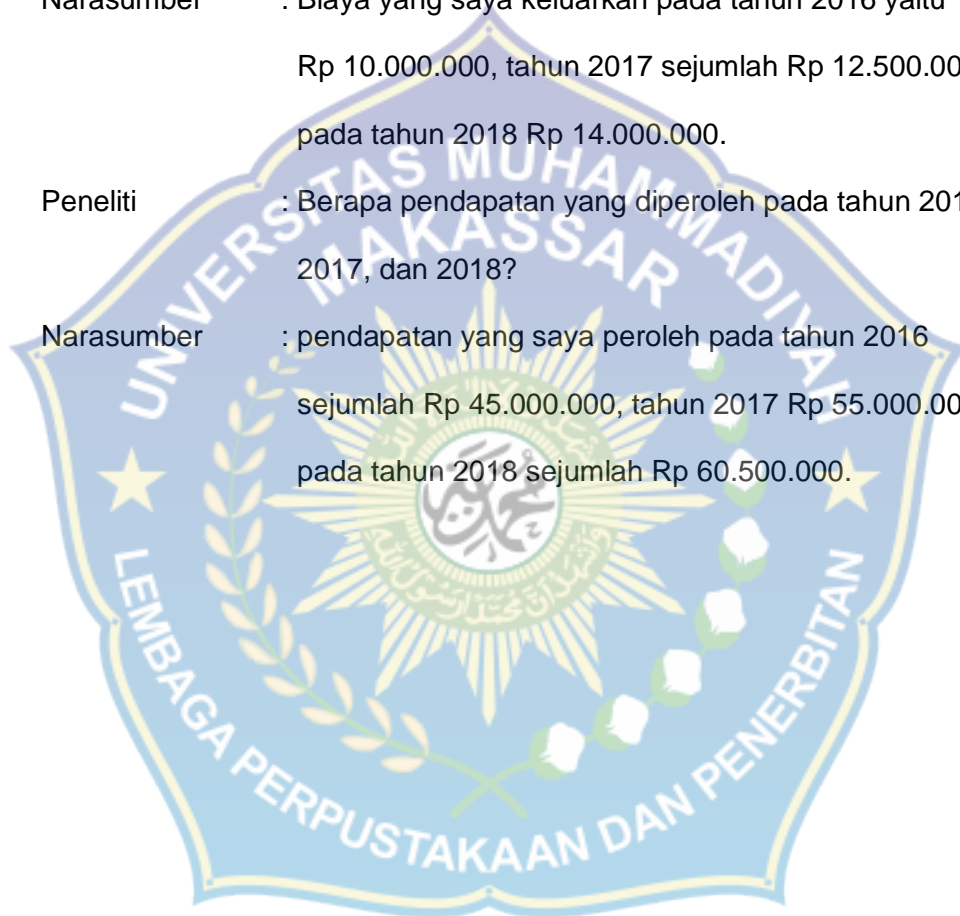 Narasumber : Biaya yang saya keluarkan pada tahun 2016 yaitu
Rp 10.000.000, tahun 2017 sejumlah Rp 12.500.00
pada tahun 2018 Rp 14.000.000.
Peneliti : Berapa pendapatan yang diperoleh pada tahun 201
2017, dan 2018?
Narasumber : pendapatan yang saya peroleh pada tahun 2016
sejumlah Rp 45.000.000, tahun 2017 Rp 55.000.00
pada tahun 2018 sejumlah Rp 60.500.000.
UNIVERSITAS MUHAMMADIYAH
MAKASSAR
LEMBAGA PERPUSTAKAAN DAN PENERBITAN